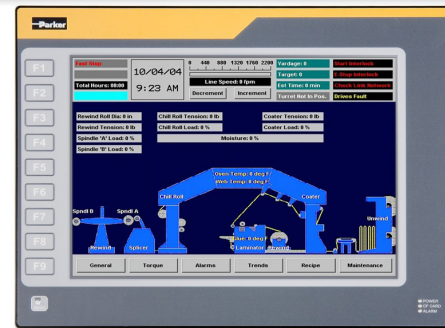 Parker
F1
F2
F3
F4
F5
F6
F7
F8
F9
Fast Stop
Total Hours: 00:00
10/04/04
9:23 AM
0 440 880 1320 1760 2200
Line Speed: 0 fpm
Decrement Increment
Yardage: 0
Target: 0
Est Time: 0 min
Turret Not In Pos.
Start Interlock
E-Stop Interlock
Check Link Network
Drives Fault
Rewind Roll Dia: 0 in
Rewind Tension: 0 lb
Spindle 'A' Load: 0 %
Spindle 'B' Load: 0 %
Chill Roll Tension: 0 lb
Chill Roll Load: 0 %
Coater Tension: 0 lb
Coater Load: 0 %
Moisture: 0 %
Oven Temp: 0 deg F
Web Temp: 0 deg F
Chill Roll
Coater
Spndl B
Spndl A
Unwind
Glue: 0 deg F
Rewind
Splicer
Laminator
Rewind
General
Torque
Alarms
Trends
Recipe
Maintenance
POWER
CF CARD
ALARM